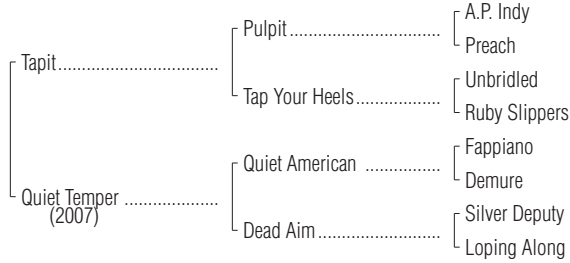 A.P. Indy
Pulpit
Preach
Tapit
Unbridled
Tap Your Heels
Ruby Slippers
Fappiano
Quiet American
Demure
Quiet Temper
(2007)
Silver Deputy
Dead Aim
Loping Along